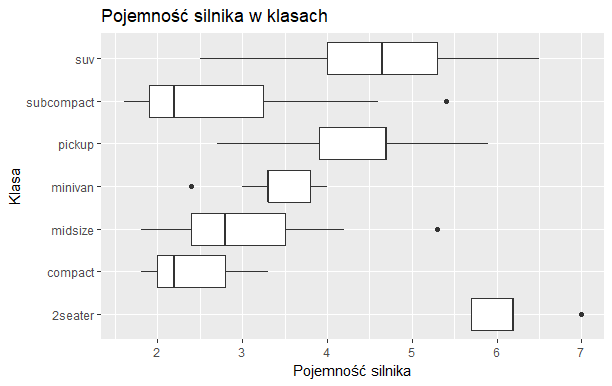 Pojemność silnika w klasach
Klasa
suv
subcompact
pickup
minivan
midsize
compact
2seater
2 3 4 5 6 7
Pojemność silnika